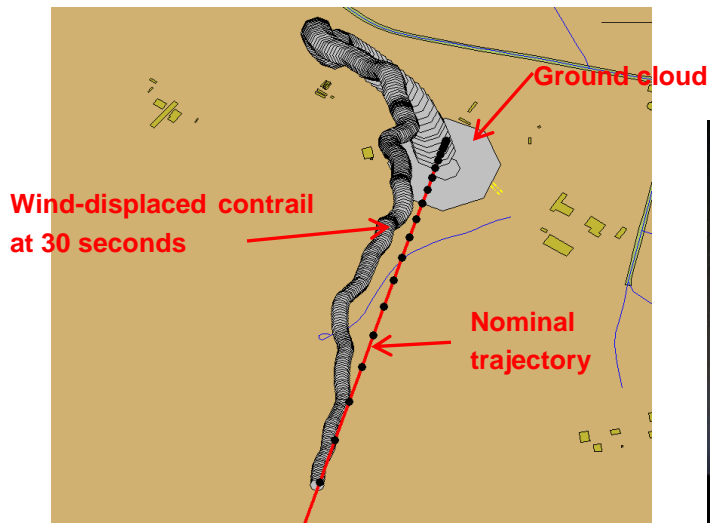 Ground cloud
Wind-displaced contrail
at 30 seconds
Nominal
trajectory